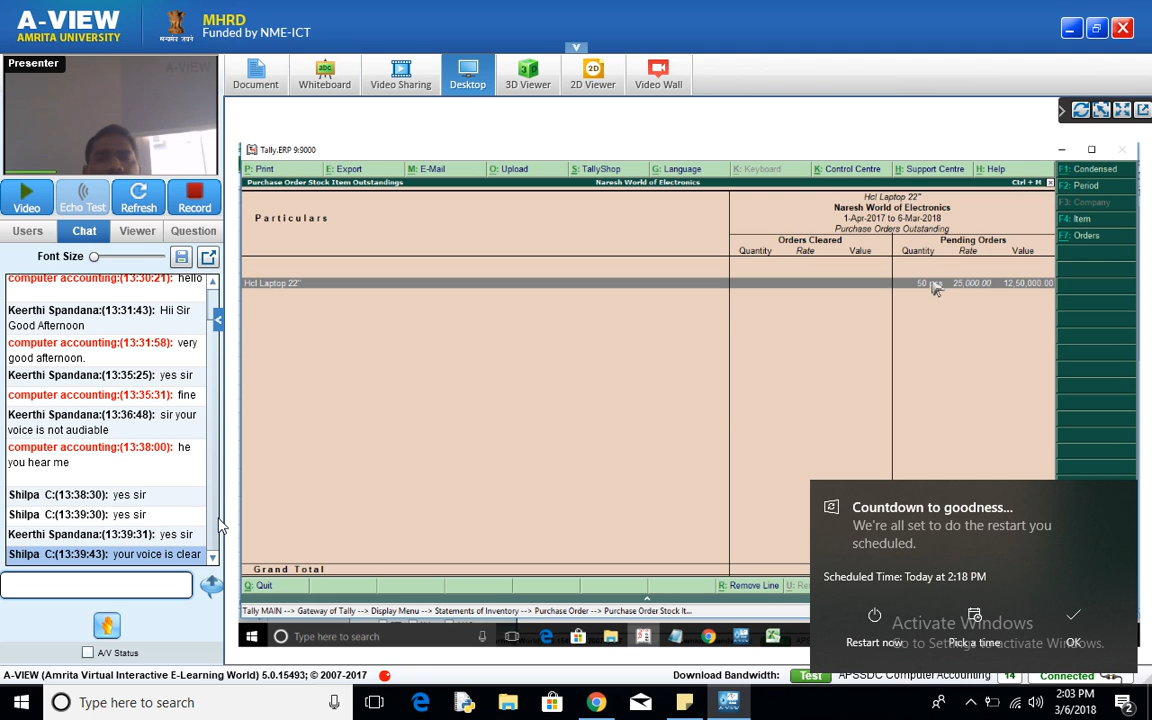 A-VIEW
AMRITA UNIVERSITY
MHRD
Funded by NME-ICT
Presenter
Document
Whiteboard
Video Sharing
Desktop
3D Viewer
2D Viewer
Video Wall
Video
Echo Test
Refresh
Record
Users
Chat
Viewer
Question
Font Size
computer accounting:(13:30:21): hello
Keerthi Spandana:(13:31:43): Hii Sir
Good Afternoon
computer accounting:(13:31:58): very
good afternoon.
Keerthi Spandana:(13:35:25): yes sir
computer accounting:(13:35:31): fine
Keerthi Spandana:(13:36:48): sir your
voice is not audiable
computer accounting:(13:38:00): he
you hear me
Shilpa C:(13:38:30): yes sir
Shilpa C:(13:39:30): yes sir
Keerthi Spandana:(13:39:31): yes sir
Shilpa C:(13:39:43): your voice is clear
A/V Status
Tally.ERP 9:9000
P: Print
E: Export
M: E-Mail
O: Upload
S: TallyShop
G: Language
K: Keyboard
K: Control Centre
H: Support Centre
H: Help
Purchase Order Stock Item Outstandings
Naresh World of Electronics
Ctrl + M
F1: Condensed
F2: Period
F3: Company
F4: Item
F7: Orders
Particulars
Hcl Laptop 22"
Naresh World of Electronics
1-Apr-2017 to 6-Mar-2018
Purchase Orders Outstanding
Orders Cleared
Pending Orders
Quantity Rate Value
Quantity Rate Value
Hcl Laptop 22" 50 25,000.00 12,50,000.00
Grand Total
Q: Quit
R: Remove Line
Tally MAIN --> Gateway of Tally --> Display Menu --> Statements of Inventory --> Purchase Order --> Purchase Order Stock It...
Type here to search
Countdown to goodness...
We're all set to do the restart you
scheduled.
Scheduled Time: Today at 2:18 PM
Restart now
Pick a time
OK
Activate Windows
Go to Settings to activate Windows.
A-VIEW (Amrita Virtual Interactive E-Learning World) 5.0.15493; © 2007-2017
Download Bandwidth:
Test
APSSDC Computer Accounting
14
Connected
Type here to search
2:03 PM
3/6/2018
2